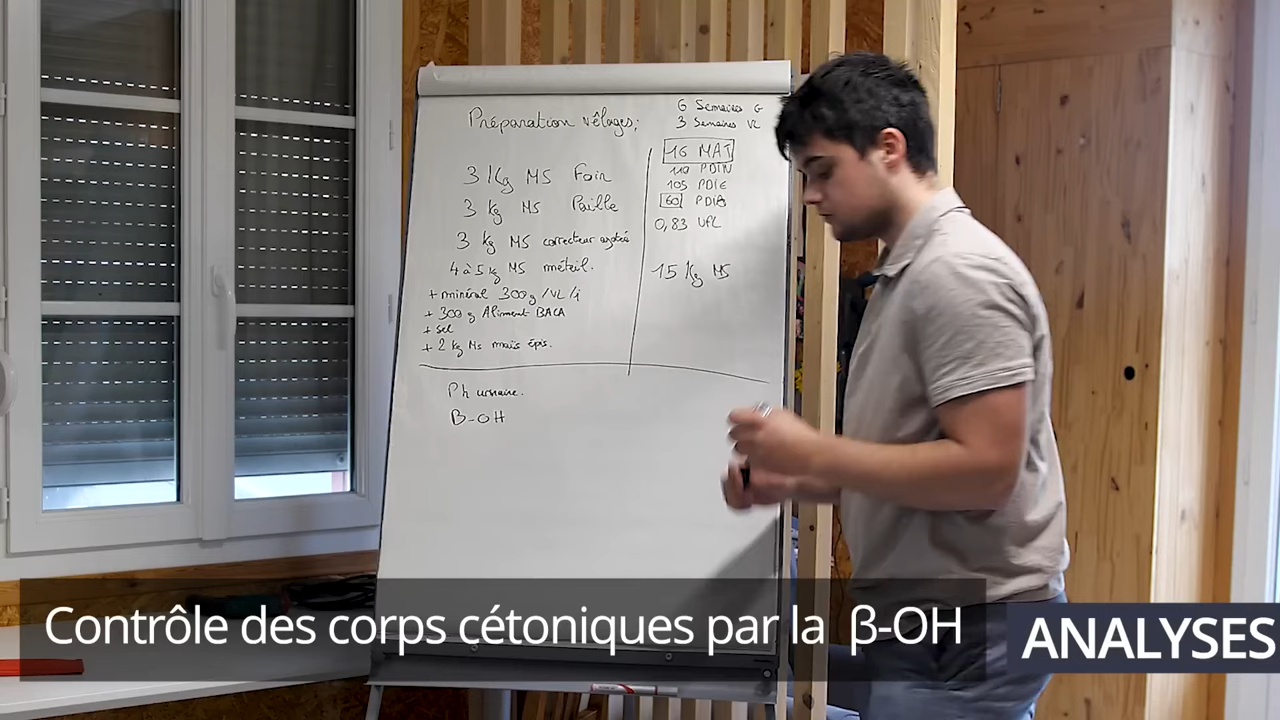 Préparation vêlages;
3 Kg MS Foin
3 kg MS Paille
3 kg MS correcteur azoté
4 à 5 kg MS méteil.
+ minéral 300g /VL /j
+ 300 g Aliment BACA
+ sel
+ 2 kg Ms maïs épis.
6 Semaines G
3 Semaines VL
16 MAT
110 PDIN
105 PDIE
60 PDIA
0,83 UFL
15 Kg MS
Ph urinaire.
B-OH
Contrôle des corps cétoniques par la β-OH
ANALYSES